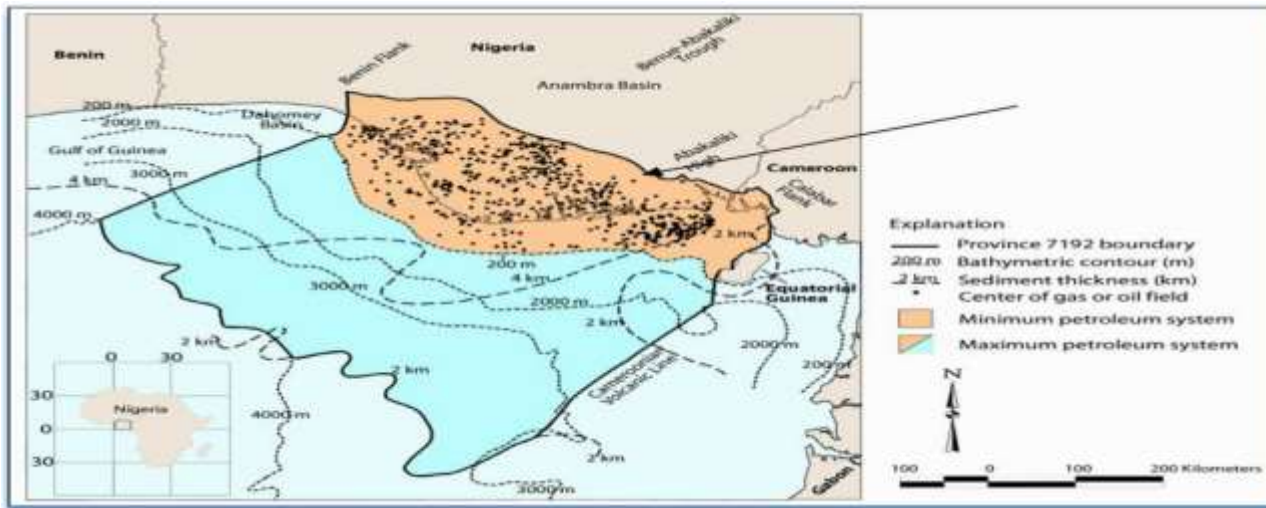 Benin
Nigeria
Benin Flank
Benue-Abakaliki
Trough
Anambra Basin
200 m
2000 m
Dahomey
Basin
Gulf of Guinea
3000 m
4 km
4000 m
Abakaliki
High
Cameroon
Calabar
Flank
2 km
200 m
4 km
3000 m
2000 m
Equatorial
Guinea
2 km
2 km
2000 m
200 m
2 km
Cameroonian
Volcanic Line
4000 m
2 km
3000 m
Gabon
0 30
30
Nigeria
0
30
Explanation
Province 7192 boundary
200 m Bathymetric contour (m)
2 km Sediment thickness (km)
Center of gas or oil field
Minimum petroleum system
Maximum petroleum system
N
100 0 100 200 Kilometers